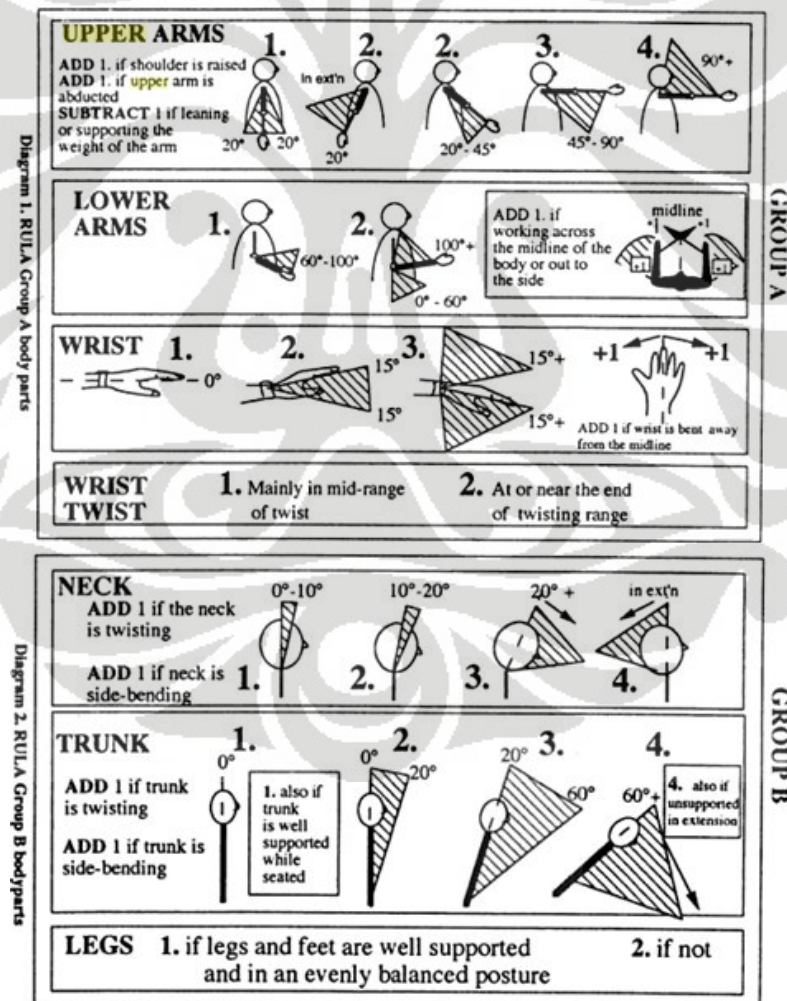 Diagram 1. RULA Group A body parts
GROUP A
UPPER ARMS
ADD 1. if shoulder is raised
ADD 1. if upper arm is
abducted
SUBTRACT 1 if leaning
or supporting the
weight of the arm
1.
20° 20°
2.
in ext'n
20°
2.
20°- 45°
3.
45°- 90°
4.
90°+
LOWER
ARMS
1.
60°-100°
2.
100°+
0° - 60°
ADD 1. if
working across
the midline of the
body or out to
the side
midline
+1 +1
+1 +1
WRIST
1.
0°
2.
15°
15°
3.
15°+
15°+
+1 +1
ADD 1 if wrist is bent away
from the midline
WRIST
TWIST
1. Mainly in mid-range
of twist
2. At or near the end
of twisting range
Diagram 2. RULA Group B bodyparts
GROUP B
NECK
ADD 1 if the neck
is twisting
ADD 1 if neck is
side-bending
0°-10°
1.
10°-20°
2.
20° +
3.
in ext'n
4.
TRUNK
ADD 1 if trunk
is twisting
ADD 1 if trunk is
side-bending
1.
0°
1. also if
trunk
is well
supported
while
seated
2.
0°
20°
3.
20°
60°
4.
60°+
4. also if
unsupported
in extension
LEGS
1. if legs and feet are well supported
and in an evenly balanced posture
2. if not